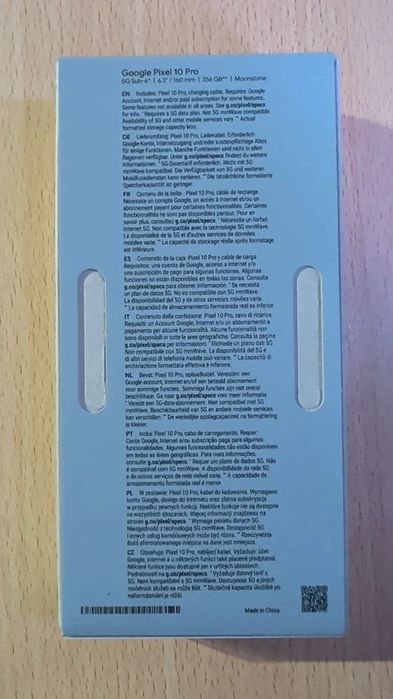 Google Pixel 10 Pro
5G Sub-6* | 6.3" / 160 mm | 256 GB** | Moonstone
EN Includes: Pixel 10 Pro, charging cable. Requires: Google
Account, Internet and/or paid subscription for some features.
Some features not available in all areas. See g.co/pixel/specs
for info. * Requires a 5G data plan. Not 5G mmWave compatible.
Availability of 5G and other mobile services vary. ** Actual
formatted storage capacity less.
DE Lieferumfang: Pixel 10 Pro, Ladekabel. Erforderlich:
Google-Konto, Internetzugang und/oder kostenpflichtige Abos
für einige Funktionen. Manche Funktionen sind nicht in allen
Regionen verfügbar. Unter g.co/pixel/specs findest du weitere
Informationen. * 5G-Datentarif erforderlich. Nicht mit 5G
mmWave kompatibel. Die Verfügbarkeit von 5G und weiteren
Mobilfunkdiensten kann variieren. ** Die tatsächliche formatierte
Speicherkapazität ist geringer.
FR Contenu de la boîte : Pixel 10 Pro, câble de recharge.
Nécessite un compte Google, un accès à Internet et/ou un
abonnement payant pour certaines fonctionnalités. Certaines
fonctionnalités ne sont pas disponibles partout. Pour en
savoir plus, consultez g.co/pixel/specs. * Nécessite un forfait
Internet 5G. Non compatible avec la technologie 5G mmWave.
La disponibilité de la 5G et d'autres services de données
mobiles varie. ** La capacité de stockage réelle après formatage
est inférieure.
ES Contenido de la caja: Pixel 10 Pro y cable de carga.
Requisitos: una cuenta de Google, acceso a Internet y/o
una suscripción de pago para algunas funciones. Algunas
funciones no están disponibles en todas las zonas. Consulta
g.co/pixel/specs para obtener información. * Se necesita
un plan de datos 5G. No es compatible con 5G mmWave.
La disponibilidad del 5G y de otros servicios móviles varía.
** La capacidad de almacenamiento formateada real es inferior.
IT Contenuto della confezione: Pixel 10 Pro, cavo di ricarica.
Requisiti: un Account Google, Internet e/o un abbonamento a
pagamento per alcune funzionalità. Alcune funzionalità non
sono disponibili in tutte le aree geografiche. Consulta la pagina
g.co/pixel/specs per informazioni. * Richiede un piano dati 5G.
Non compatibile con 5G mmWave. La disponibilità del 5G e
di altri servizi di telefonia mobile può variare. ** La capacità di
archiviazione formattata effettiva è inferiore.
NL Bevat: Pixel 10 Pro, oplaadkabel. Vereisten: een
Google-account, internet en/of een betaald abonnement
voor sommige functies. Sommige functies zijn niet overal
beschikbaar. Ga naar g.co/pixel/specs voor meer informatie.
* Vereist een 5G-data-abonnement. Niet compatibel met 5G
mmWave. Beschikbaarheid van 5G en andere mobiele services
kan verschillen. ** De werkelijke opslagcapaciteit na formattering
is kleiner.
PT Inclui: Pixel 10 Pro, cabo de carregamento. Requer:
Conta Google, Internet e/ou subscrição paga para algumas
funcionalidades. Algumas funcionalidades não estão disponíveis
em todas as áreas geográficas. Para mais informações,
consulte g.co/pixel/specs. * Requer um plano de dados 5G. Não
é compatível com 5G mmWave. A disponibilidade da rede 5G
e de outros serviços de rede móvel varia. ** A capacidade de
armazenamento formatada real é menor.
PL W zestawie: Pixel 10 Pro, kabel do ładowania. Wymagane:
konto Google, dostęp do internetu oraz płatna subskrypcja
w przypadku pewnych funkcji. Niektóre funkcje nie są dostępne
na wszystkich obszarach. Więcej informacji znajdziesz na
stronie g.co/pixel/specs. * Wymaga pakietu danych 5G.
Niezgodność z technologią 5G mmWave. Dostępność 5G
i innych usług komórkowych może być różna. ** Rzeczywista
ilość sformatowanego miejsca na dane jest mniejsza.
CZ Obsahuje: Pixel 10 Pro, nabíjecí kabel. Vyžaduje: účet
Google, internet a u některých funkcí také placené předplatné.
Některé funkce jsou dostupné jen v určitých oblastech.
Podrobnosti na g.co/pixel/specs. * Vyžaduje datový tarif s
5G. Není kompatibilní s 5G mmWave. Dostupnost 5G a jiných
mobilních služeb se může lišit. ** Skutečná kapacita úložiště po
naformátování je nižší.
Made in China